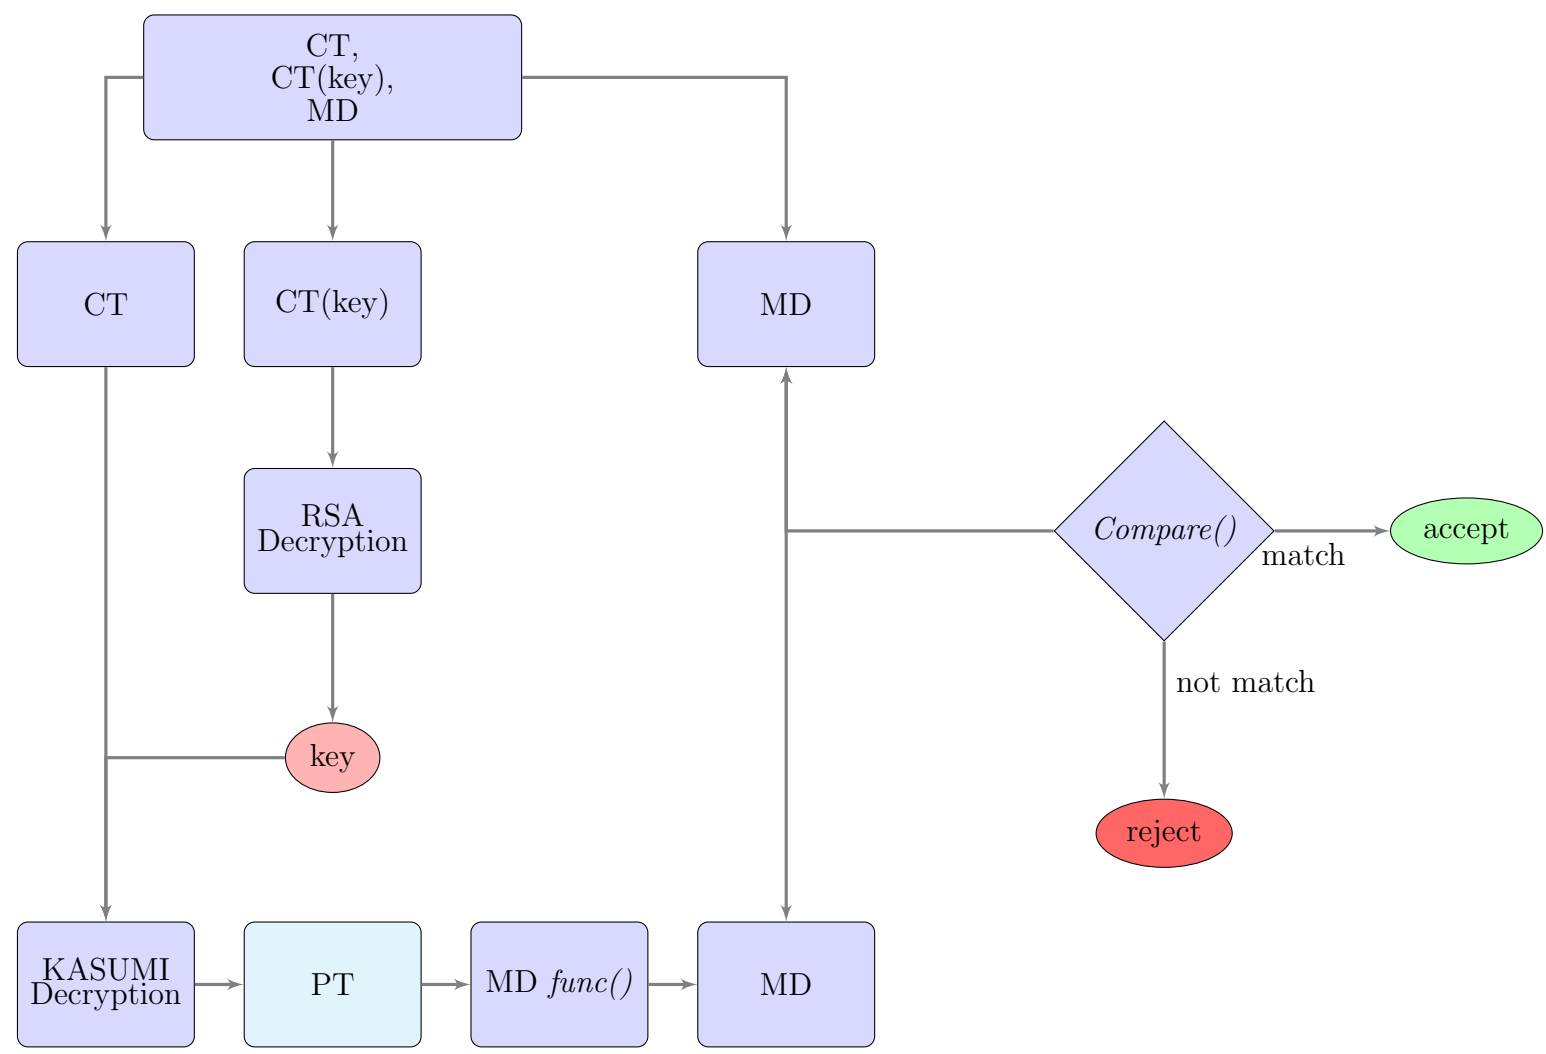 CT,
CT(key),
MD
CT
CT(key)
MD
RSA
Decryption
Compare()
match
accept
not match
key
reject
KASUMI
Decryption
PT
MD func()
MD